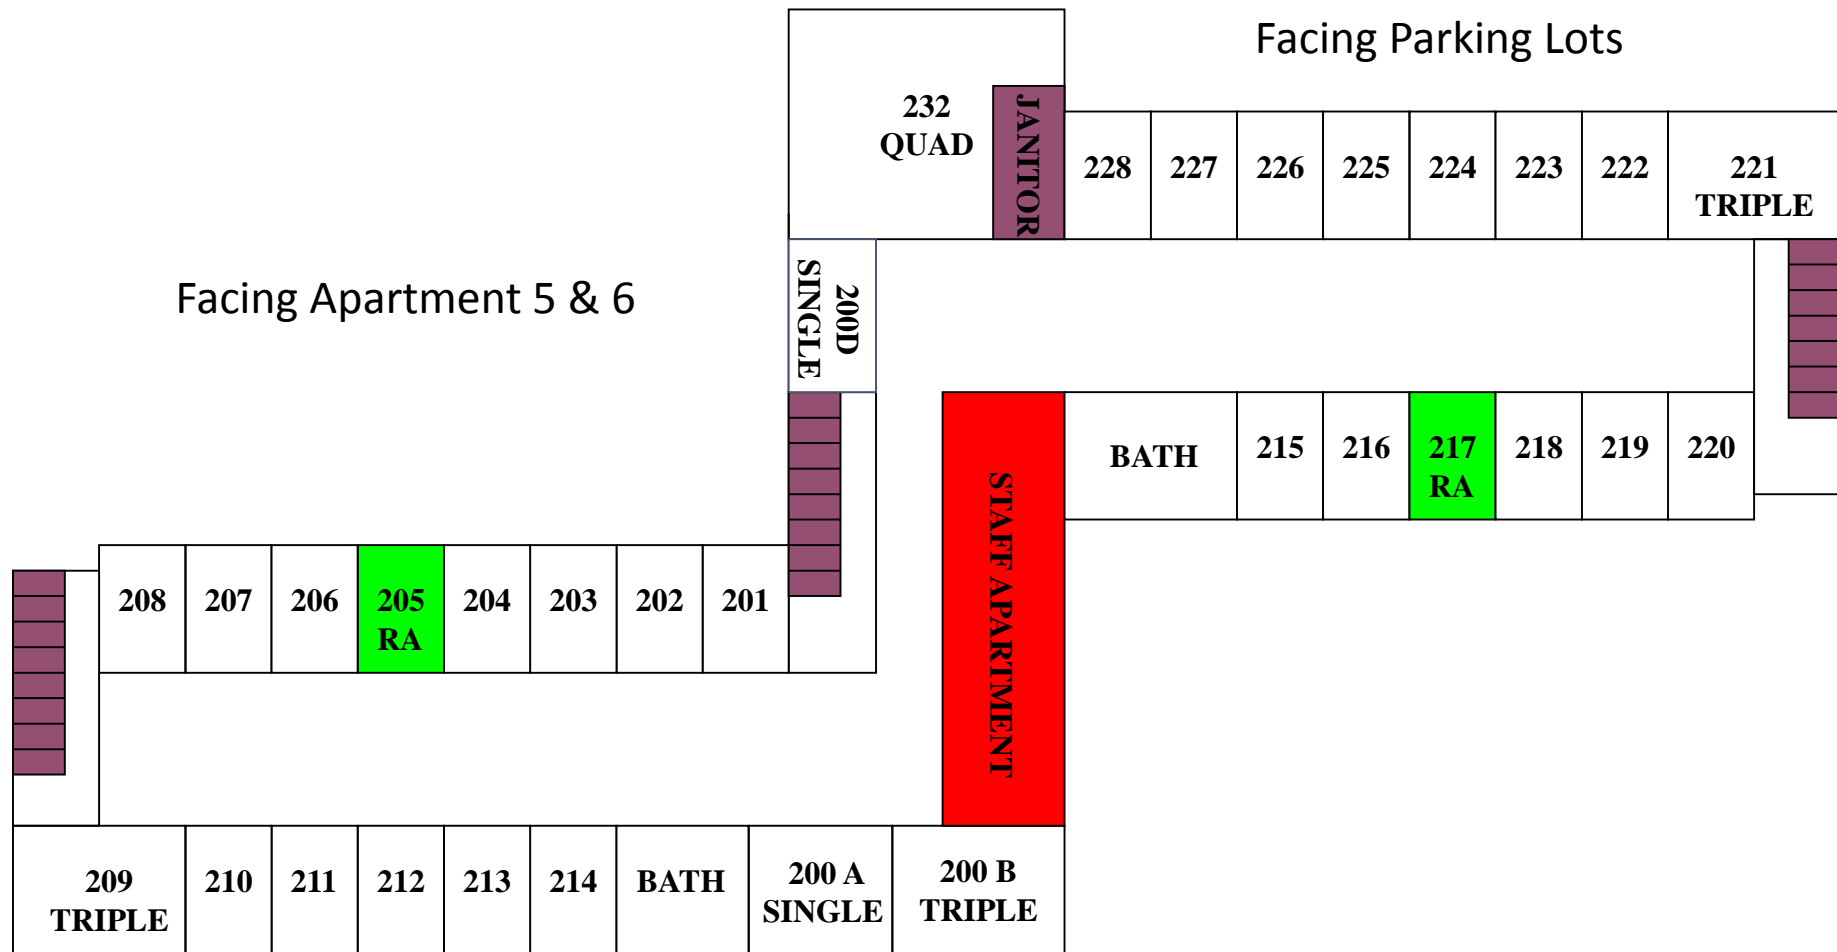 Facing Parking Lots
232
QUAD
JANITOR
228
227
226
225
224
223
222
221
TRIPLE
Facing Apartment 5 & 6
200D
SINGLE
BATH
215
216
217
RA
218
219
220
STAFF APARTMENT
208
207
206
205
RA
204
203
202
201
209
TRIPLE
210
211
212
213
214
BATH
200 A
SINGLE
200 B
TRIPLE